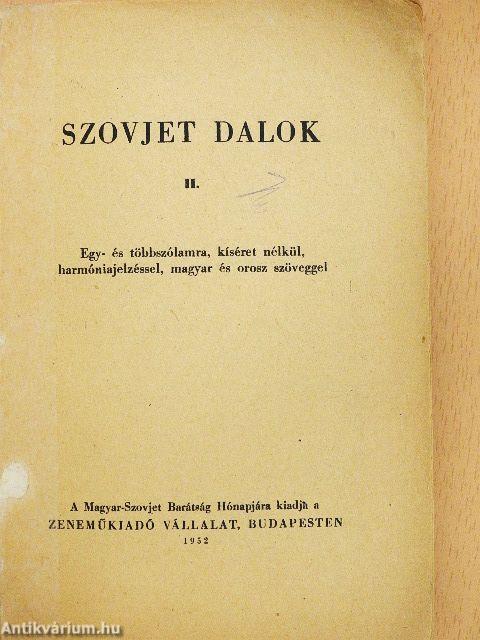 SZOVJET DALOK
II.
Egy- és többszólamra, kíséret nélkül,
harmóniajelzéssel, magyar és orosz szöveggel
A Magyar-Szovjet Barátság Hónapjára kiadja a
ZENEMŰKIADÓ VÁLLALAT, BUDAPESTEN
1952
Antikvárium.hu